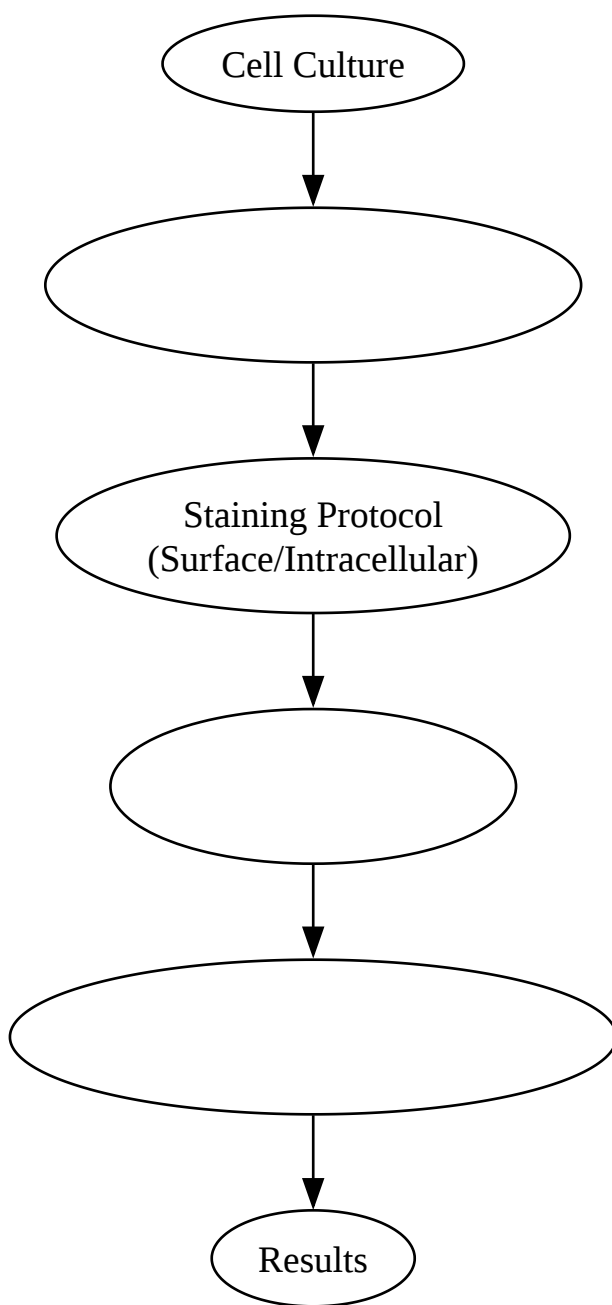 Cell Culture
Staining Protocol
(Surface/Intracellular)
Results